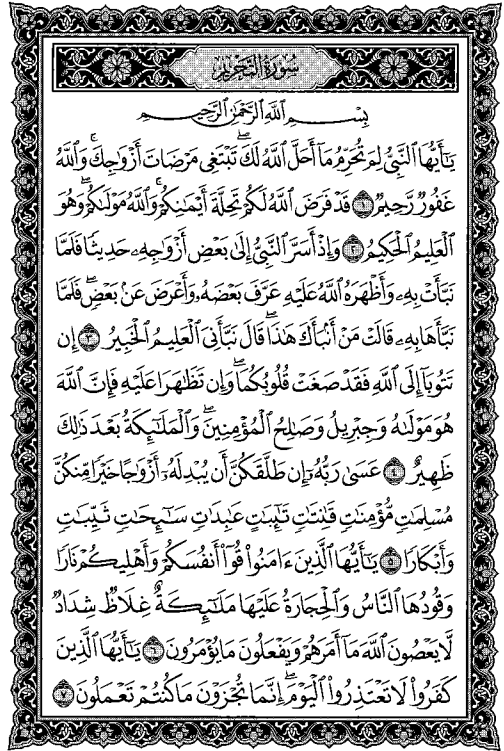 سُورَةُ التَّحْرِيمِ
بِسْمِ اللَّهِ الرَّحْمَٰنِ الرَّحِيمِ
يَٰٓأَيُّهَا ٱلنَّبِىُّ لِمَ تُحَرِّمُ مَآ أَحَلَّ ٱللَّهُ لَكَ ۖ تَبْتَغِى مَرْضَاتَ أَزْوَٰجِكَ ۚ وَٱللَّهُ
غَفُورٌ رَّحِيمٌ ١ قَدْ فَرَضَ ٱللَّهُ لَكُمْ تَحِلَّةَ أَيْمَٰنِكُمْ ۚ وَٱللَّهُ مَوْلَىٰكُمْ ۖ وَهُوَ
ٱلْعَلِيمُ ٱلْحَكِيمُ ٢ وَإِذْ أَسَرَّ ٱلنَّبِىُّ إِلَىٰ بَعْضِ أَزْوَٰجِهِۦ حَدِيثًا فَلَمَّا
نَبَّأَتْ بِهِۦ وَأَظْهَرَهُ ٱللَّهُ عَلَيْهِ عَرَّفَ بَعْضَهُۥ وَأَعْرَضَ عَنۢ بَعْضٍ ۖ فَلَمَّا
نَبَّأَهَا بِهِۦ قَالَتْ مَنْ أَنۢبَأَكَ هَٰذَا ۖ قَالَ نَبَّأَنِىَ ٱلْعَلِيمُ ٱلْخَبِيرُ ٣ إِن
تَتُوبَآ إِلَى ٱللَّهِ فَقَدْ صَغَتْ قُلُوبُكُمَا ۖ وَإِن تَظَٰهَرَا عَلَيْهِ فَإِنَّ ٱللَّهَ
هُوَ مَوْلَىٰهُ وَجِبْرِيلُ وَصَٰلِحُ ٱلْمُؤْمِنِينَ ۖ وَٱلْمَلَٰٓئِكَةُ بَعْدَ ذَٰلِكَ
ظَهِيرٌ ٤ عَسَىٰ رَبُّهُۥٓ إِن طَلَّقَكُنَّ أَن يُبْدِلَهُۥٓ أَزْوَٰجًا خَيْرًا مِّنكُنَّ
مُسْلِمَٰتٍ مُّؤْمِنَٰتٍ قَٰنِتَٰتٍ تَٰٓئِبَٰتٍ عَٰبِدَٰتٍ سَٰٓئِحَٰتٍ ثَيِّبَٰتٍ
وَأَبْكَارًا ٥ يَٰٓأَيُّهَا ٱلَّذِينَ ءَامَنُوا۟ قُوٓا۟ أَنفُسَكُمْ وَأَهْلِيكُمْ نَارًا
وَقُودُهَا ٱلنَّاسُ وَٱلْحِجَارَةُ عَلَيْهَا مَلَٰٓئِكَةٌ غِلَاظٌ شِدَادٌ
لَّا يَعْصُونَ ٱللَّهَ مَآ أَمَرَهُمْ وَيَفْعَلُونَ مَا يُؤْمَرُونَ ٦ يَٰٓأَيُّهَا ٱلَّذِينَ
كَفَرُوا۟ لَا تَعْتَذِرُوا۟ ٱلْيَوْمَ ۖ إِنَّمَا تُجْزَوْنَ مَا كُنتُمْ تَعْمَلُونَ ٧